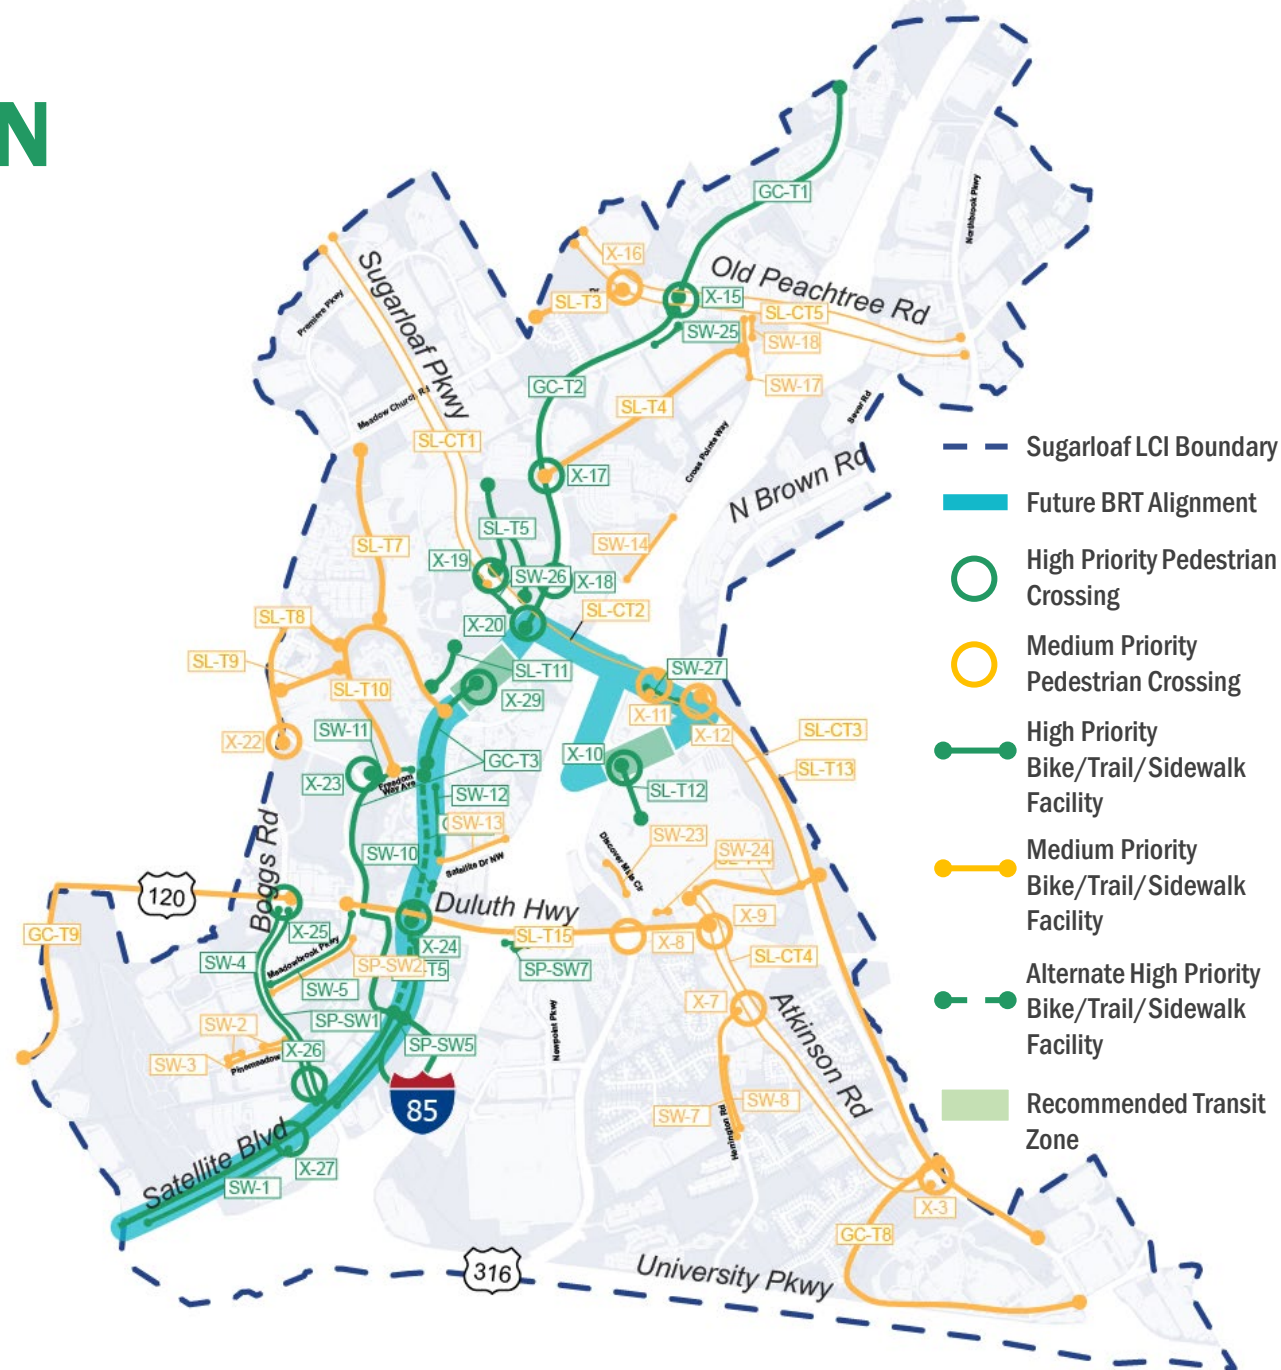 N
GC-T1
Northbrook Pkwy
X-16
Old Peachtree Rd
SL-T3
X-15
SL-CT5
SW-25
SW-18
Sugarloaf Pkwy
Premiere Pkwy
GC-T2
SW-17
Meadow Church Rd
SL-T4
Sever Rd
SL-CT1
Cross Pointe Way
N Brown Rd
X-17
SL-T5
SL-T7
SW-14
X-19
SW-26
X-18
SL-T8
X-20
SL-CT2
SL-T9
SL-T11
SW-27
SL-T10
X-29
X-11
X-12
SW-11
X-22
SL-CT3
GC-T3
X-10
SL-T13
X-23
Freedom
Way Ave
SW-12
SL-T12
SW-13
SW-10
Satellite Dr NW
Discover Mills Cir
SW-23
SW-24
Boggs Rd
120
Duluth Hwy
X-9
GC-T9
X-25
X-24
SL-T15
X-8
SW-4
Meadowbrook Pkwy
SP-SW2
T5
SP-SW7
SL-CT4
SW-5
X-7
SW-2
SP-SW1
Atkinson Rd
SW-3
Pinemeadow
X-26
SP-SW5
Newpoint Pkwy
85
SW-8
SW-7
Herrington Rd
Satellite Blvd
X-27
SW-1
X-3
GC-T8
316
University Pkwy
Sugarloaf LCI Boundary
Future BRT Alignment
High Priority Pedestrian
Crossing
Medium Priority
Pedestrian Crossing
High Priority
Bike/Trail/Sidewalk
Facility
Medium Priority
Bike/Trail/Sidewalk
Facility
Alternate High Priority
Bike/Trail/Sidewalk
Facility
Recommended Transit
Zone